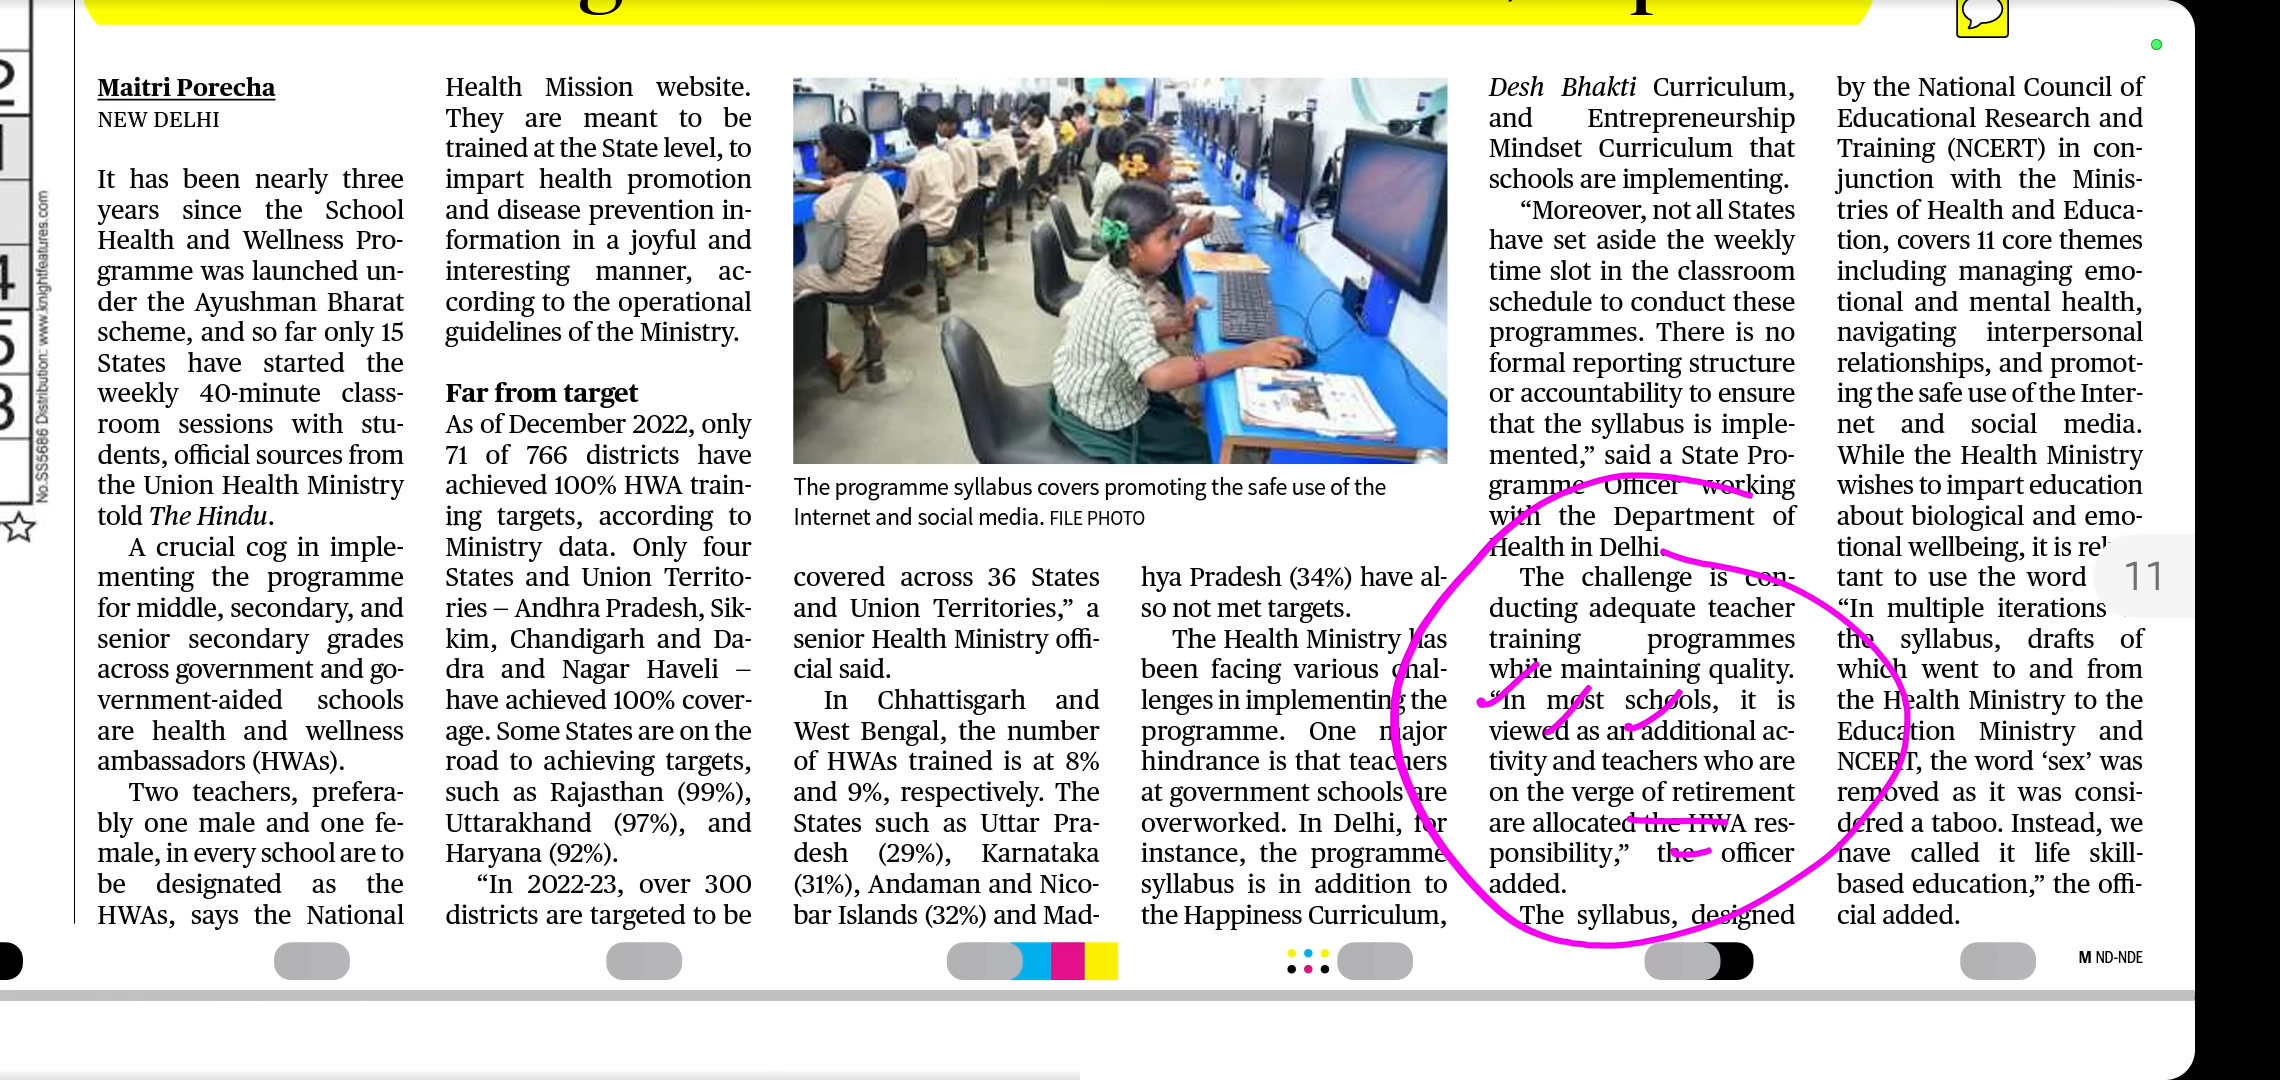 Maitri Porecha
NEW DELHI
It has been nearly three
years since the School
Health and Wellness Pro-
gramme was launched un-
der the Ayushman Bharat
scheme, and so far only 15
States have started the
weekly 40-minute class-
room sessions with stu-
dents, official sources from
the Union Health Ministry
told The Hindu.
A crucial cog in imple-
menting the programme
for middle, secondary, and
senior secondary grades
across government and go-
vernment-aided schools
are health and wellness
ambassadors (HWAs).
Two teachers, prefera-
bly one male and one fe-
male, in every school are to
be designated as the
HWAs, says the National
Health Mission website.
They are meant to be
trained at the State level, to
impart health promotion
and disease prevention in-
formation in a joyful and
interesting manner, ac-
cording to the operational
guidelines of the Ministry.
Far from target
As of December 2022, only
71 of 766 districts have
achieved 100% HWA train-
ing targets, according to
Ministry data. Only four
States and Union Territo-
ries – Andhra Pradesh, Sik-
kim, Chandigarh and Da-
dra and Nagar Haveli –
have achieved 100% cover-
age. Some States are on the
road to achieving targets,
such as Rajasthan (99%),
Uttarakhand (97%), and
Haryana (92%).
“In 2022-23, over 300
districts are targeted to be
The programme syllabus covers promoting the safe use of the
Internet and social media. FILE PHOTO
covered across 36 States
and Union Territories,” a
senior Health Ministry offi-
cial said.
In Chhattisgarh and
West Bengal, the number
of HWAs trained is at 8%
and 9%, respectively. The
States such as Uttar Pra-
desh (29%), Karnataka
(31%), Andaman and Nico-
bar Islands (32%) and Mad-
hya Pradesh (34%) have al-
so not met targets.
The Health Ministry has
been facing various chal-
lenges in implementing the
programme. One major
hindrance is that teachers
at government schools are
overworked. In Delhi, for
instance, the programme
syllabus is in addition to
the Happiness Curriculum,
Desh Bhakti Curriculum,
and Entrepreneurship
Mindset Curriculum that
schools are implementing.
“Moreover, not all States
have set aside the weekly
time slot in the classroom
schedule to conduct these
programmes. There is no
formal reporting structure
or accountability to ensure
that the syllabus is imple-
mented,” said a State Pro-
gramme Officer working
with the Department of
Health in Delhi.
The challenge is con-
ducting adequate teacher
training programmes
while maintaining quality.
“In most schools, it is
viewed as an additional ac-
tivity and teachers who are
on the verge of retirement
are allocated the HWA res-
ponsibility,” the officer
added.
The syllabus, designed
by the National Council of
Educational Research and
Training (NCERT) in con-
junction with the Minis-
tries of Health and Educa-
tion, covers 11 core themes
including managing emo-
tional and mental health,
navigating interpersonal
relationships, and promot-
ing the safe use of the Inter-
net and social media.
While the Health Ministry
wishes to impart education
about biological and emo-
tional wellbeing, it is
tant to use the word
“In multiple iterations
the syllabus, drafts of
which went to and from
the Health Ministry to the
Education Ministry and
NCERT, the word ‘sex’ was
removed as it was consi-
dered a taboo. Instead, we
have called it life skill-
based education,” the offi-
cial added.
11
M ND-NDE
No.SS5686 Distribution: www.knightfeatures.com
2
1
4
5
3